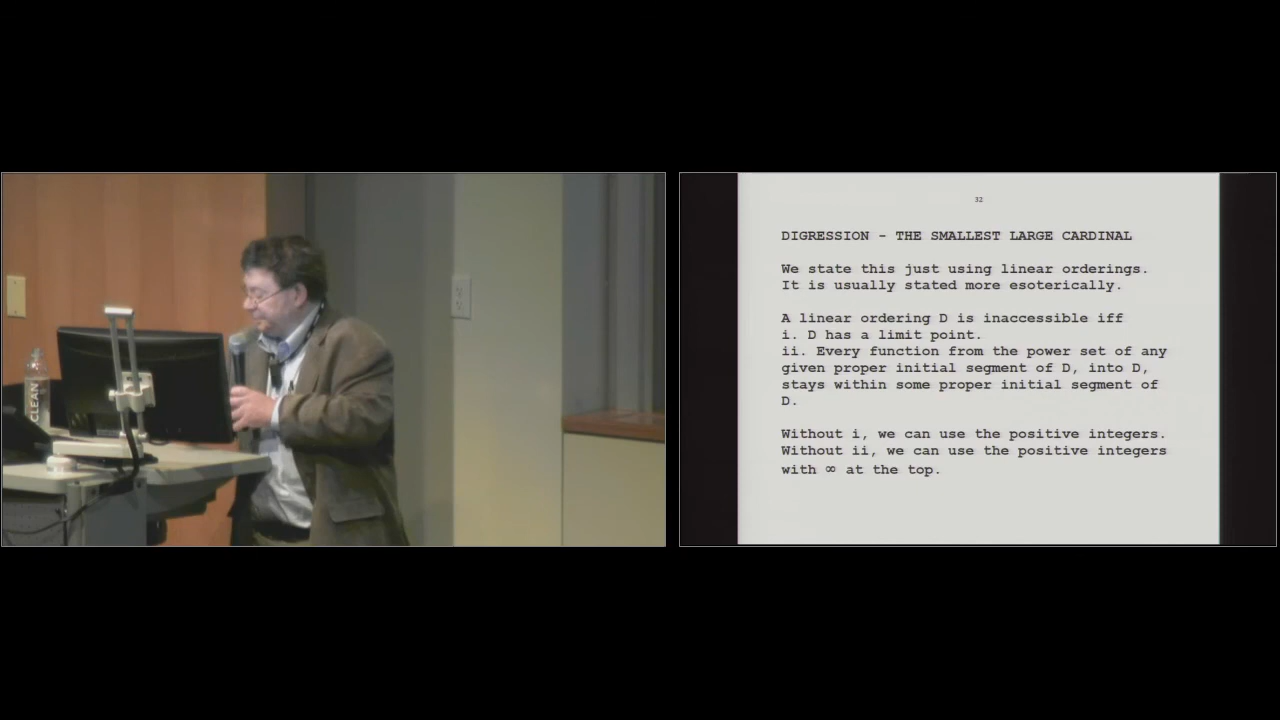 CLEAN
32
DIGRESSION - THE SMALLEST LARGE CARDINAL
We state this just using linear orderings.
It is usually stated more esoterically.
A linear ordering D is inaccessible iff
i. D has a limit point.
ii. Every function from the power set of any
given proper initial segment of D, into D,
stays within some proper initial segment of
D.
Without i, we can use the positive integers.
Without ii, we can use the positive integers
with ∞ at the top.